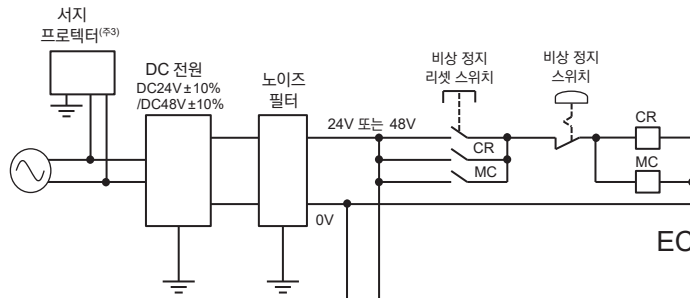 서지
프로텍터(주3)
DC 전원
DC24V±10%
/DC48V±10%
노이즈
필터
24V 또는 48V
0V
비상 정지
리셋 스위치
CR
MC
비상 정지
스위치
CR
MC
EC